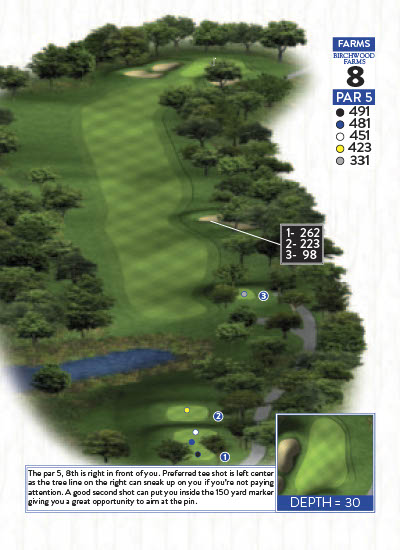 FARMS
BIRCHWOOD
FARMS
8
PAR 5
491
481
451
423
331
1- 262
2- 223
3- 98
3
2
1
The par 5, 8th is right in front of you. Preferred tee shot is left center
as the tree line on the right can sneak up on you if you're not paying
attention. A good second shot can put you inside the 150 yard marker
giving you a great opportunity to aim at the pin.
DEPTH = 30